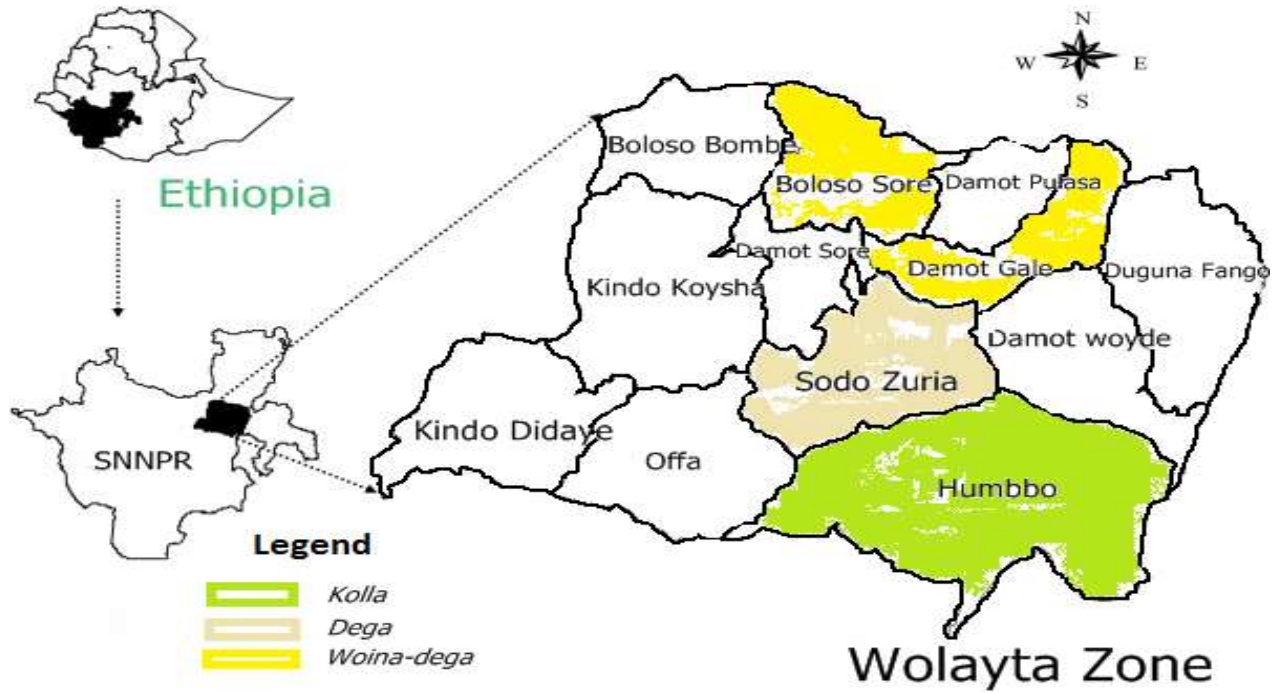 Ethiopia
SNNPR
N
W
E
S
Boloso Bombe
Boloso Sore
Damot Pulasa
Damot Sore
Damot Gale
Duguna Fango
Kindo Koysha
Damot woyde
Sodo Zuria
Kindo Didaye
Offa
Humbbo
Legend
Kolla
Dega
Woina-dega
Wolayta Zone